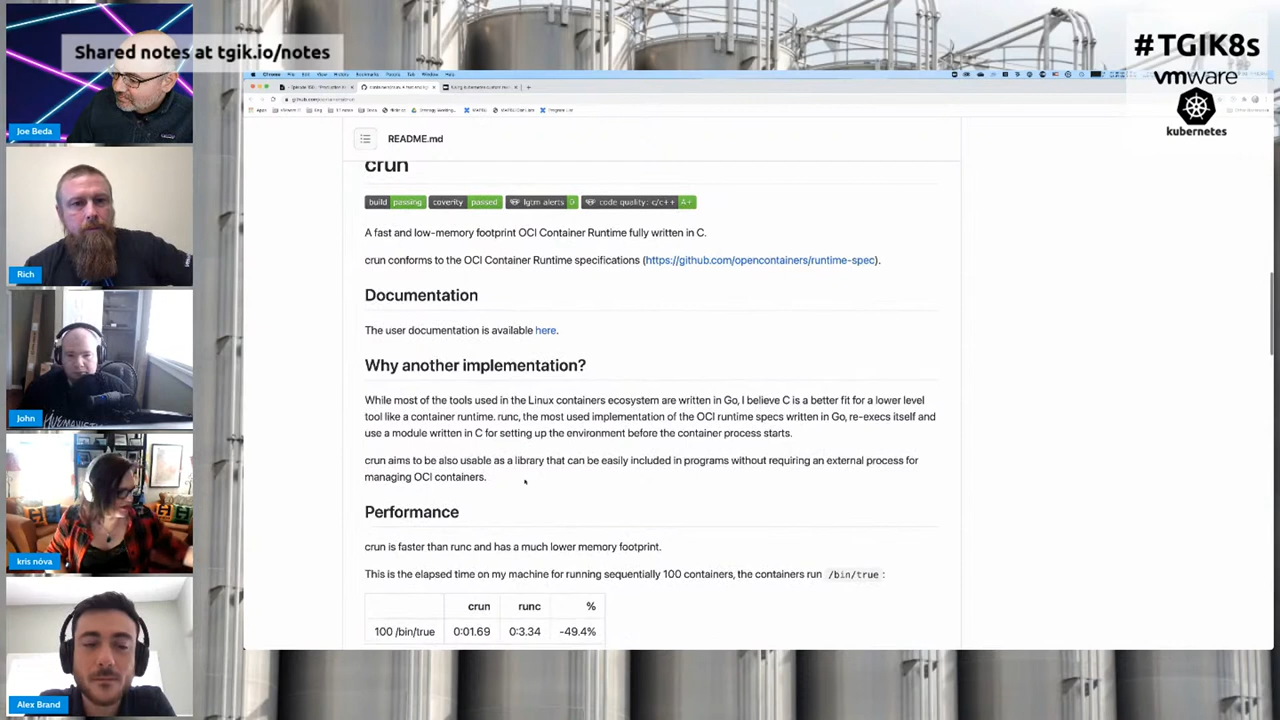 Shared notes at tgik.io/notes
#TGIK8s
vmware
kubernetes
Joe Beda
Rich
John
kris nóva
Alex Brand
README.md
crun
build passing coverity passed lgtm alerts 0 code quality: c/c++ A+
A fast and low-memory footprint OCI Container Runtime fully written in C.
crun conforms to the OCI Container Runtime specifications (https://github.com/opencontainers/runtime-spec).
Documentation
The user documentation is available here.
Why another implementation?
While most of the tools used in the Linux containers ecosystem are written in Go, I believe C is a better fit for a lower level
tool like a container runtime. runc, the most used implementation of the OCI runtime specs written in Go, re-execs itself and
use a module written in C for setting up the environment before the container process starts.
crun aims to be also usable as a library that can be easily included in programs without requiring an external process for
managing OCI containers.
Performance
crun is faster than runc and has a much lower memory footprint.
This is the elapsed time on my machine for running sequentially 100 containers, the containers run /bin/true :
crun runc %
100 /bin/true 0:01.69 0:3.34 -49.4%